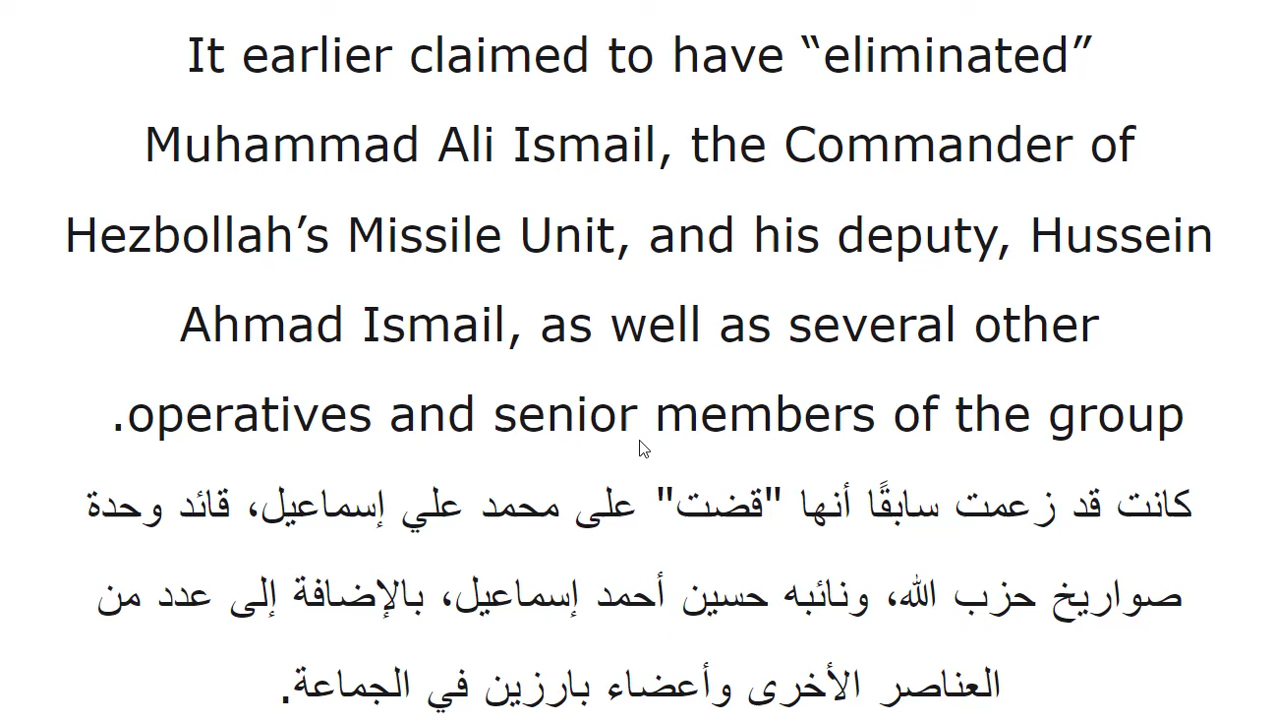 It earlier claimed to have “eliminated”
Muhammad Ali Ismail, the Commander of
Hezbollah’s Missile Unit, and his deputy, Hussein
Ahmad Ismail, as well as several other
.operatives and senior members of the group
كانت قد زعمت سابقًا أنها "قضت" على محمد علي إسماعيل، قائد وحدة
صواريخ حزب الله، ونائبه حسين أحمد إسماعيل، بالإضافة إلى عدد من
العناصر الأخرى وأعضاء بارزين في الجماعة.